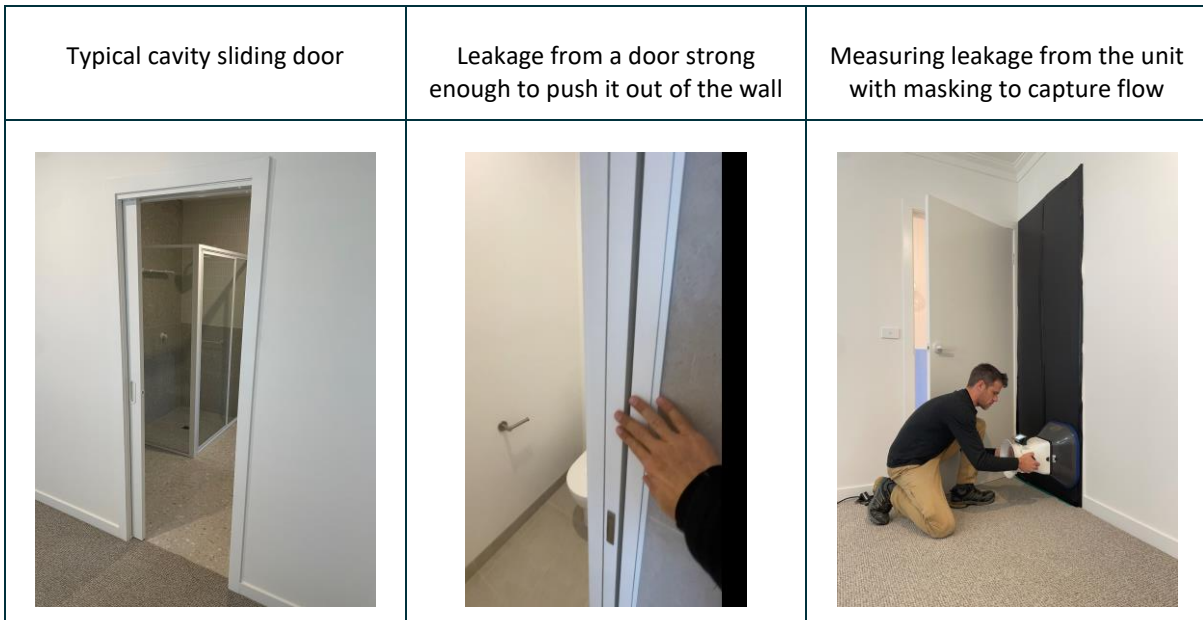 Typical cavity sliding door
Leakage from a door strong
enough to push it out of the wall
Measuring leakage from the unit
with masking to capture flow